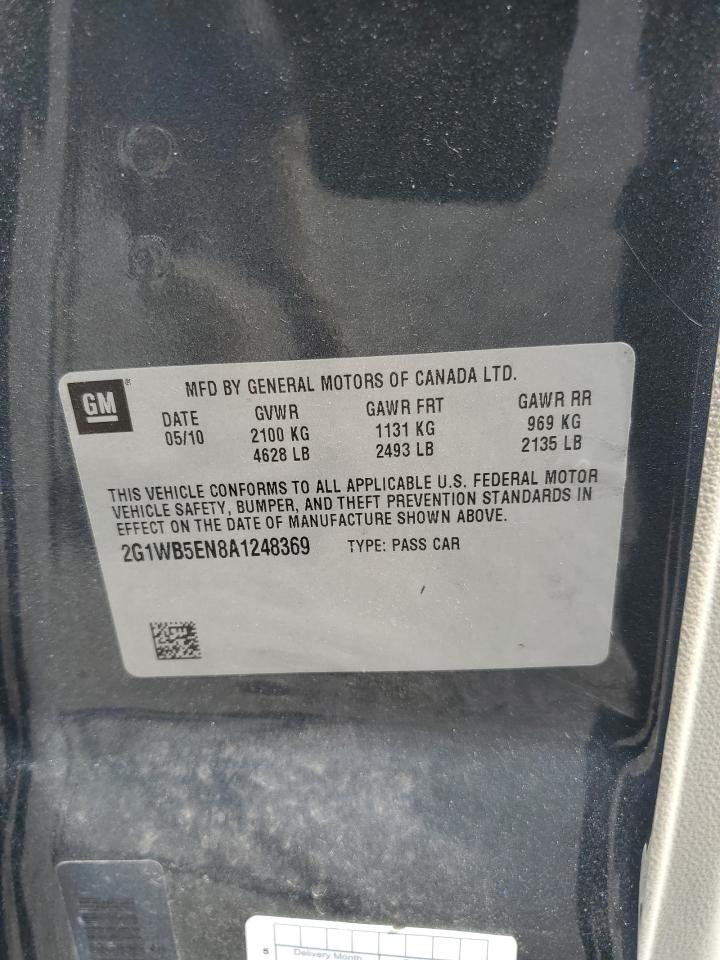 GM
MFD BY GENERAL MOTORS OF CANADA LTD.
DATE GVWR GAWR FRT GAWR RR
05/10 2100 KG 1131 KG 969 KG
4628 LB 2493 LB 2135 LB
THIS VEHICLE CONFORMS TO ALL APPLICABLE U.S. FEDERAL MOTOR
VEHICLE SAFETY, BUMPER, AND THEFT PREVENTION STANDARDS IN
EFFECT ON THE DATE OF MANUFACTURE SHOWN ABOVE.
2G1WB5EN8A1248369 TYPE: PASS CAR
5 Delivery Month